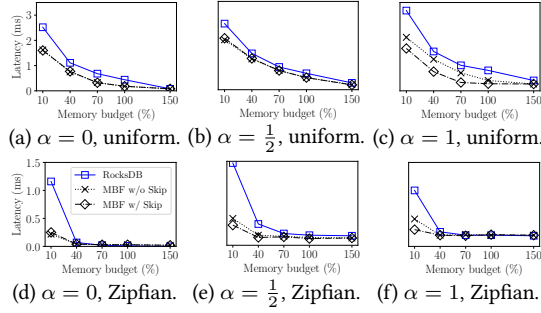 Latency (ms)
3
2
1
0
10 40 70 100 150
Memory budget (%)
10 40 70 100 150
Memory budget (%)
10 40 70 100 150
Memory budget (%)
(a) α = 0, uniform. (b) α = 1/2, uniform. (c) α = 1, uniform.
Latency (ms)
1.5
1.0
0.5
0.0
RocksDB
MBF w/o Skip
MBF w/ Skip
10 40 70 100 150
Memory budget (%)
10 40 70 100 150
Memory budget (%)
10 40 70 100 150
Memory budget (%)
(d) α = 0, Zipfian. (e) α = 1/2, Zipfian. (f) α = 1, Zipfian.